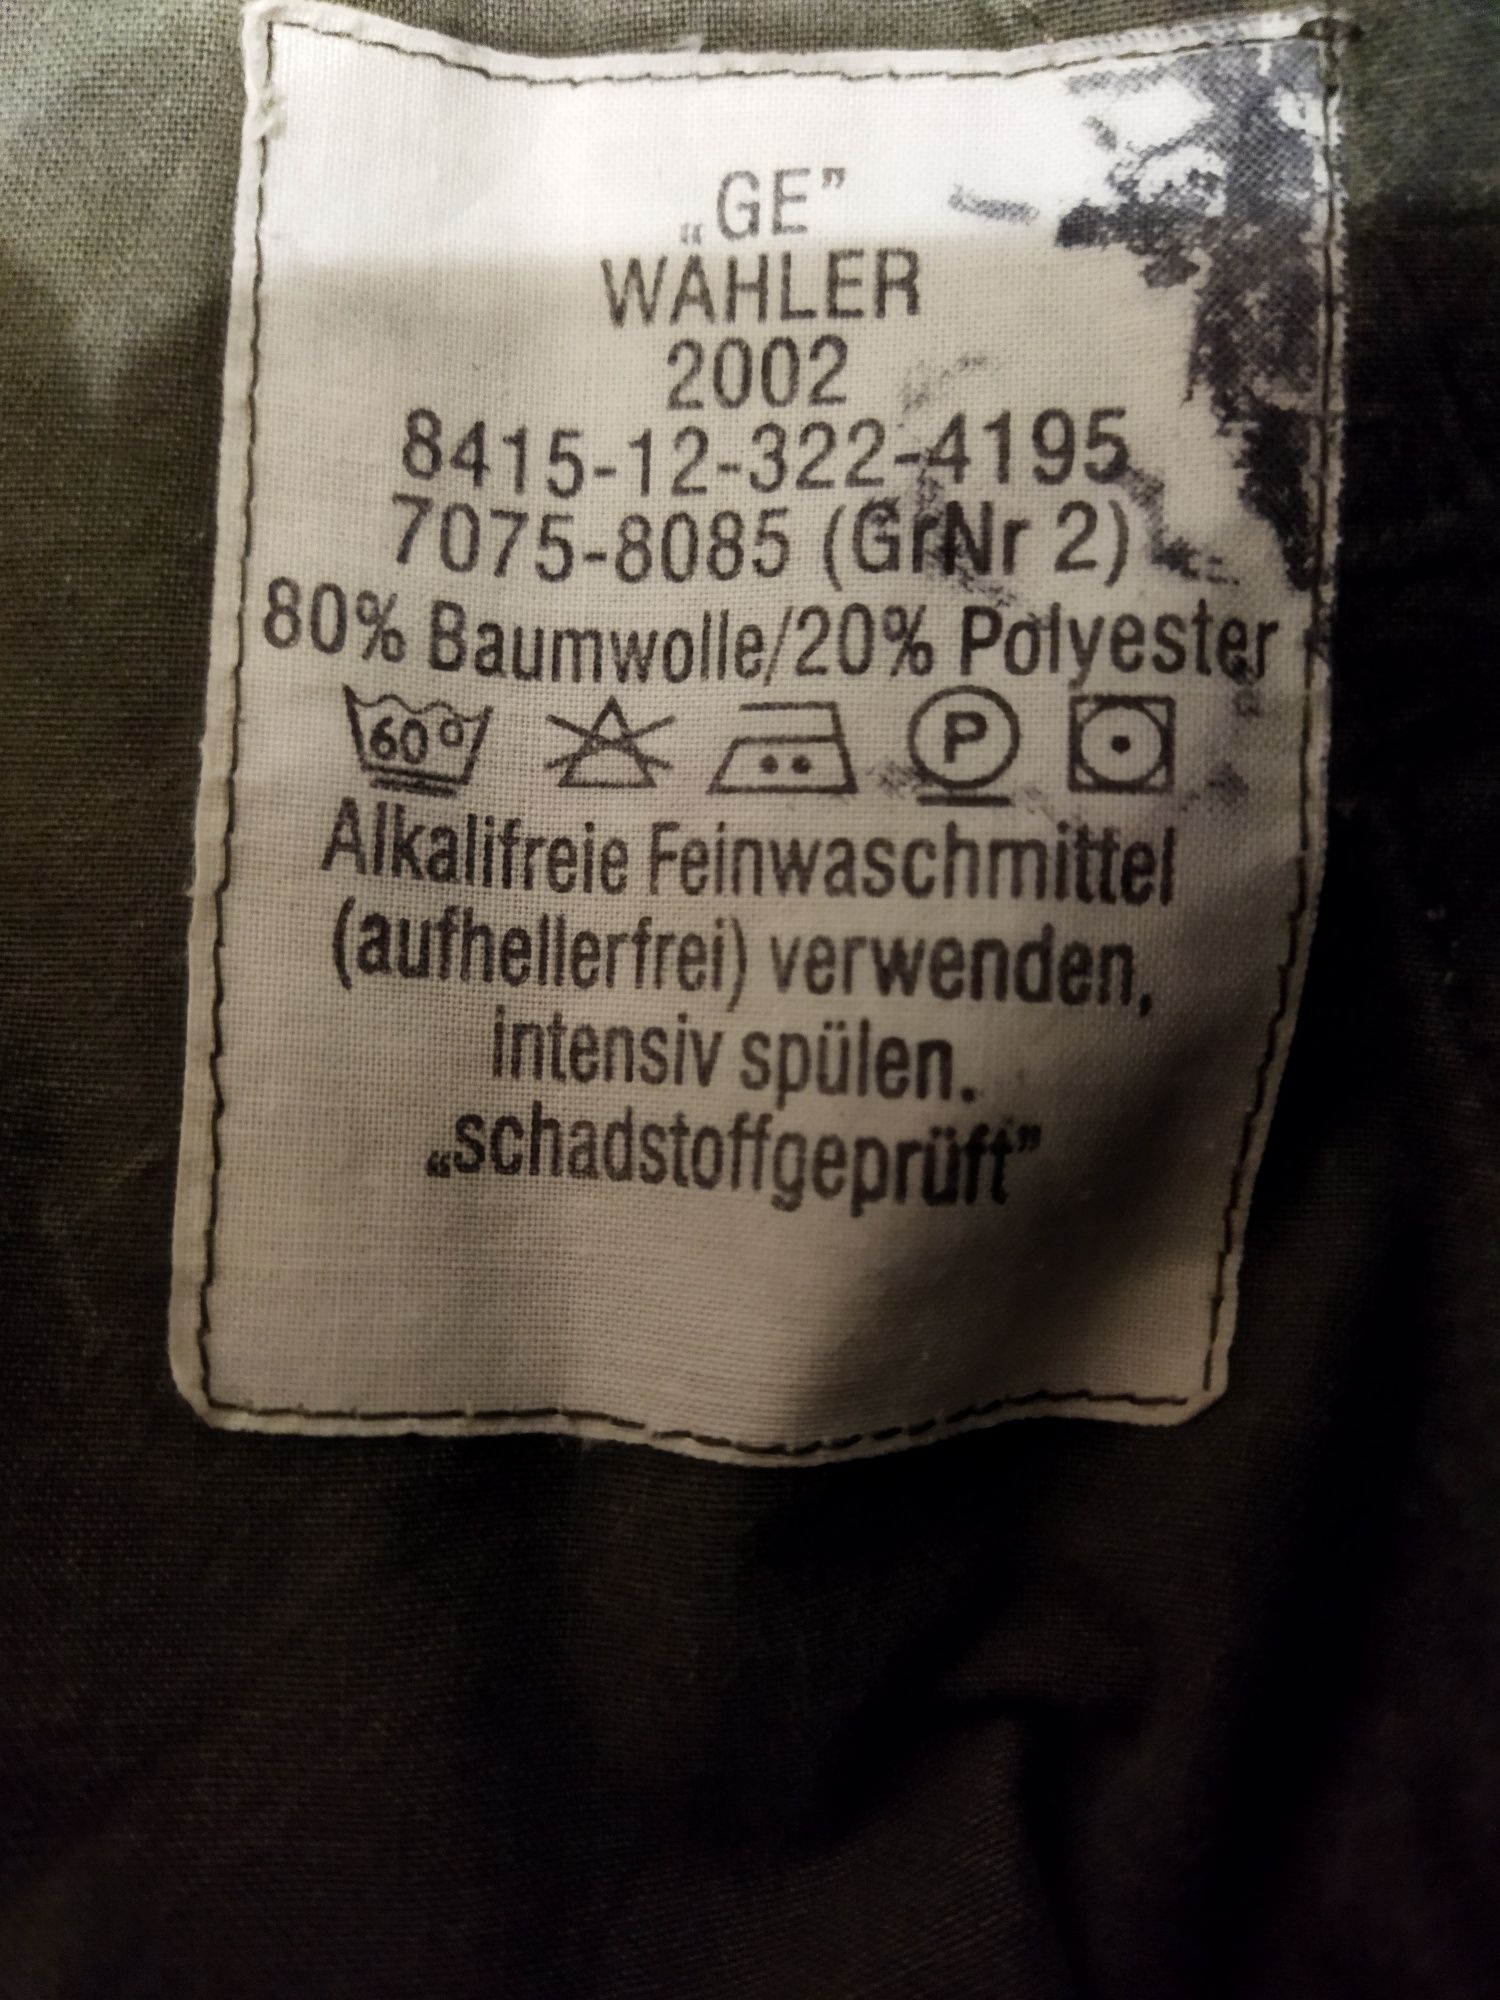 „GE”
WÄHLER
2002
8415-12-322-4195
7075-8085 (GrNr 2)
80% Baumwolle/20% Polyester
60° P
Alkalifreie Feinwaschmittel
(aufhellerfrei) verwenden,
intensiv spülen.
„schadstoffgeprüft”